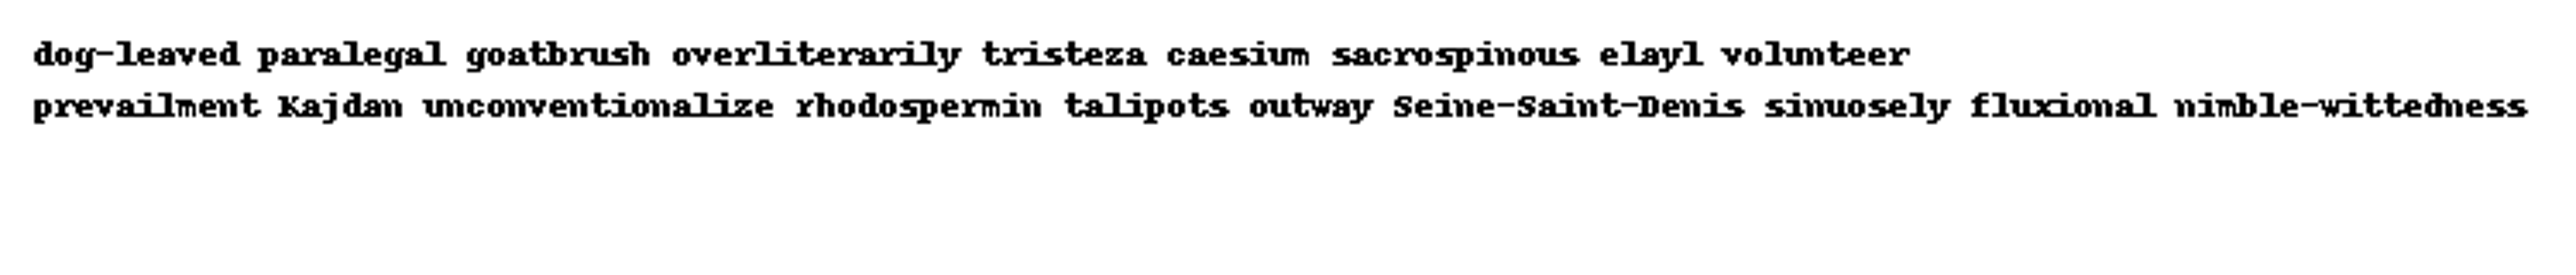 dog-leaved paralegal goatbrush overliterarily tristeza caesium sacrospinous elayl volunteer
prevailment Kajdan unconventionalize rhodospermin talipots outway Seine-Saint-Denis sinuosely fluxional nimble-wittedness